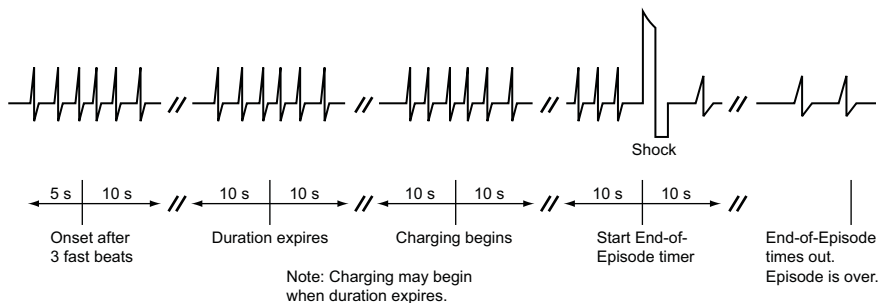 Shock
5 s 10 s
10 s 10 s
10 s 10 s
10 s 10 s
Onset after
3 fast beats
Duration expires
Charging begins
Start End-of-
Episode timer
End-of-Episode
times out.
Episode is over.
Note: Charging may begin
when duration expires.